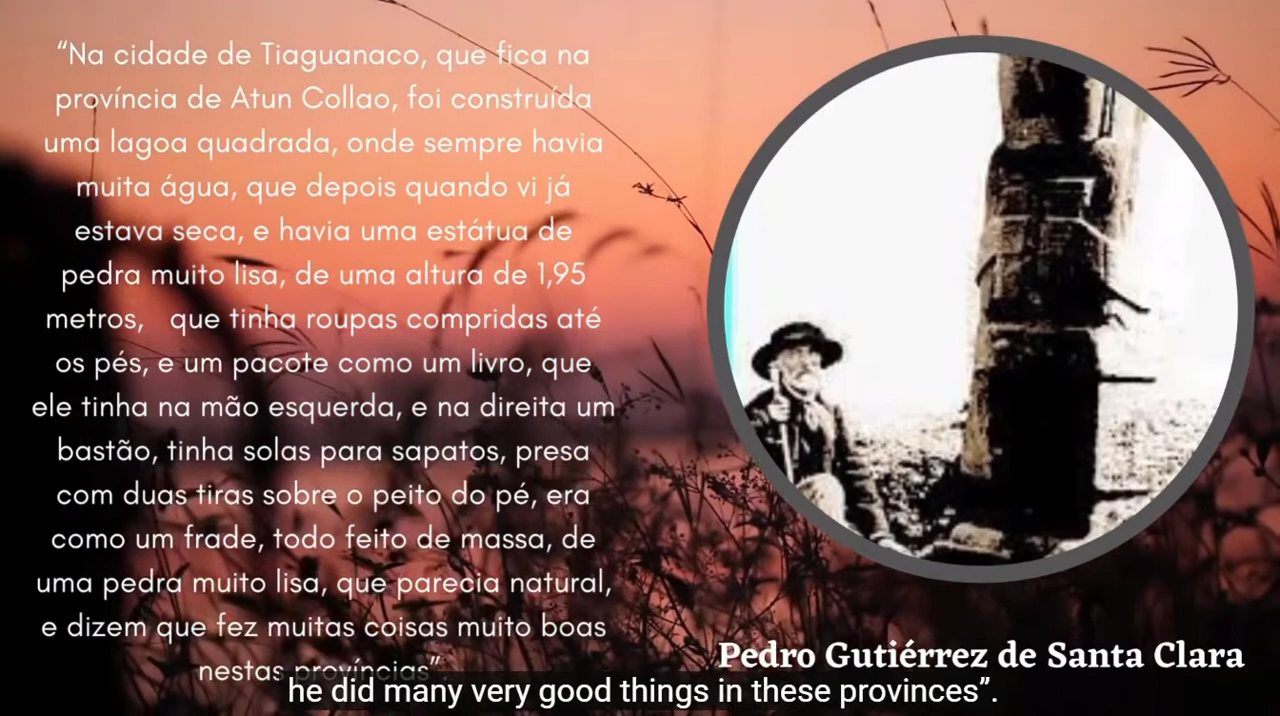 “Na cidade de Tiaguanaco, que fica na
província de Atun Collao, foi construída
uma lagoa quadrada, onde sempre havia
muita água, que depois quando vi já
estava seca, e havia uma estátua de
pedra muito lisa, de uma altura de 1,95
metros, que tinha roupas compridas até
os pés, e um pacote como um livro, que
ele tinha na mão esquerda, e na direita um
bastão, tinha solas para sapatos, presa
com duas tiras sobre o peito do pé, era
como um frade, todo feito de massa, de
uma pedra muito lisa, que parecia natural,
e dizem que fez muitas coisas muito boas
nestas províncias”.
Pedro Gutiérrez de Santa Clara
he did many very good things in these provinces”.